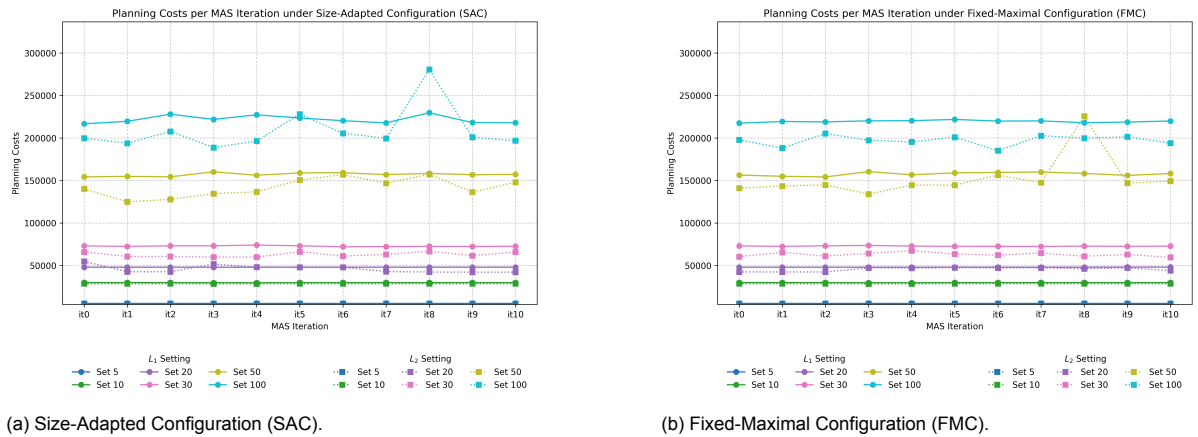 Planning Costs per MAS Iteration under Size-Adapted Configuration (SAC)
300000
250000
200000
150000
100000
50000
Planning Costs
it0 it1 it2 it3 it4 it5 it6 it7 it8 it9 it10
MAS Iteration
L1 Setting L2 Setting
Set 5 Set 20 Set 50 Set 5 Set 20 Set 50
Set 10 Set 30 Set 100 Set 10 Set 30 Set 100
(a) Size-Adapted Configuration (SAC).
Planning Costs per MAS Iteration under Fixed-Maximal Configuration (FMC)
300000
250000
200000
150000
100000
50000
Planning Costs
it0 it1 it2 it3 it4 it5 it6 it7 it8 it9 it10
MAS Iteration
L1 Setting L2 Setting
Set 5 Set 20 Set 50 Set 5 Set 20 Set 50
Set 10 Set 30 Set 100 Set 10 Set 30 Set 100
(b) Fixed-Maximal Configuration (FMC).